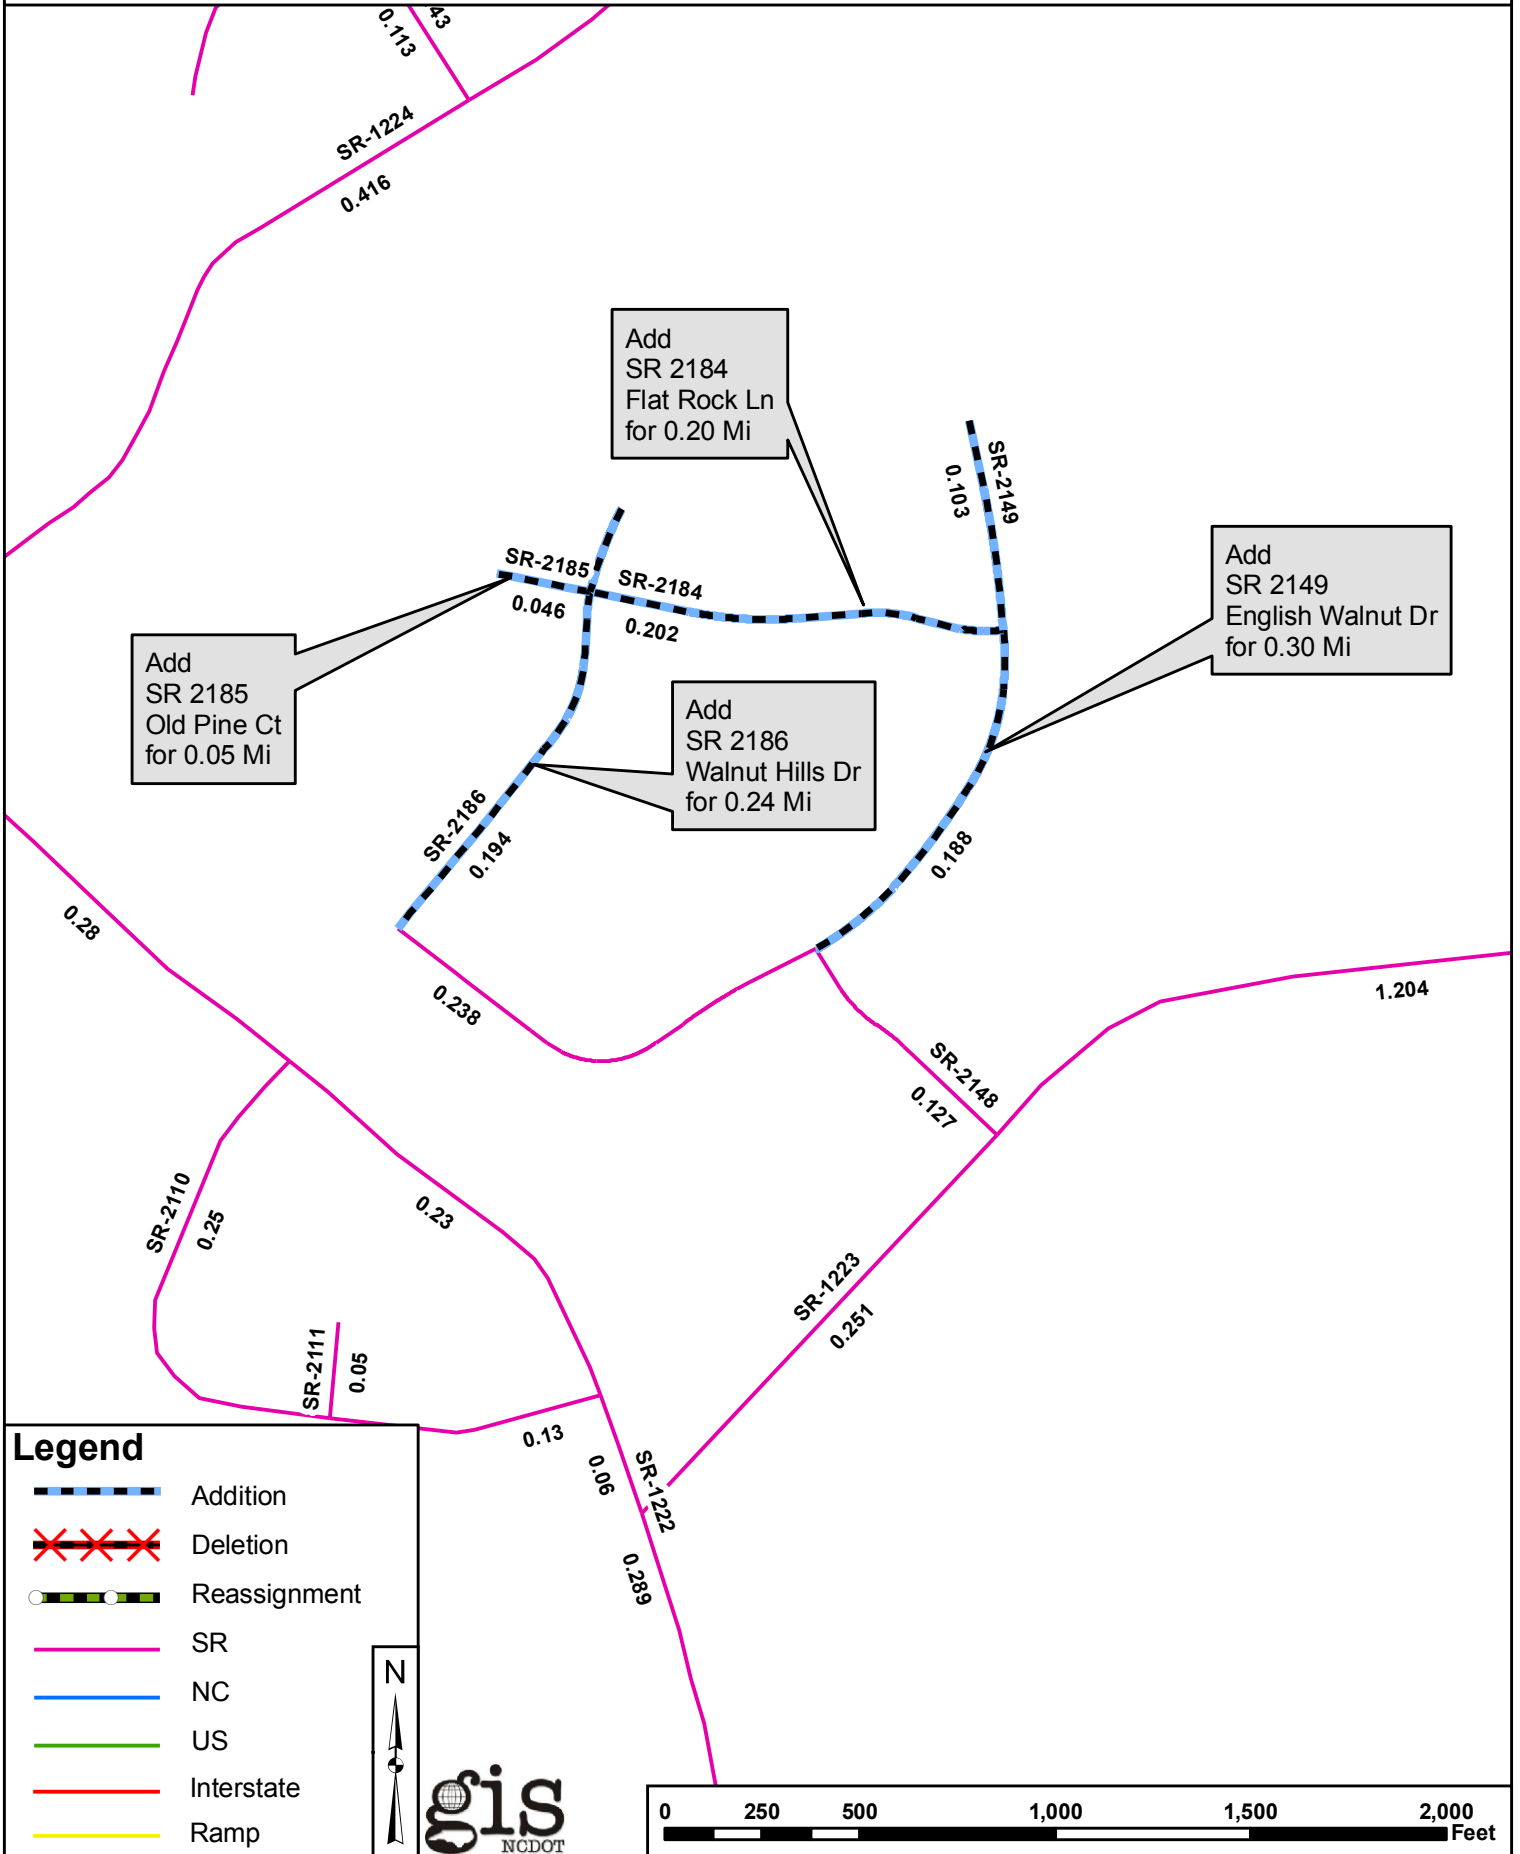 43
0.113
SR-1224
0.416
Add
SR 2184
Flat Rock Ln
for 0.20 Mi
SR-2149
0.103
Add
SR 2149
English Walnut Dr
for 0.30 Mi
SR-2185
0.046
SR-2184
0.202
Add
SR 2185
Old Pine Ct
for 0.05 Mi
Add
SR 2186
Walnut Hills Dr
for 0.24 Mi
SR-2186
0.194
0.188
0.28
0.238
1.204
SR-2148
0.127
SR-2110
0.25
0.23
SR-1223
0.251
SR-2111
0.05
0.13
0.06
SR-1222
0.289
Legend
Addition
Deletion
Reassignment
SR
NC
US
Interstate
Ramp
N
gis
NCDOT
0 250 500 1,000 1,500 2,000
Feet